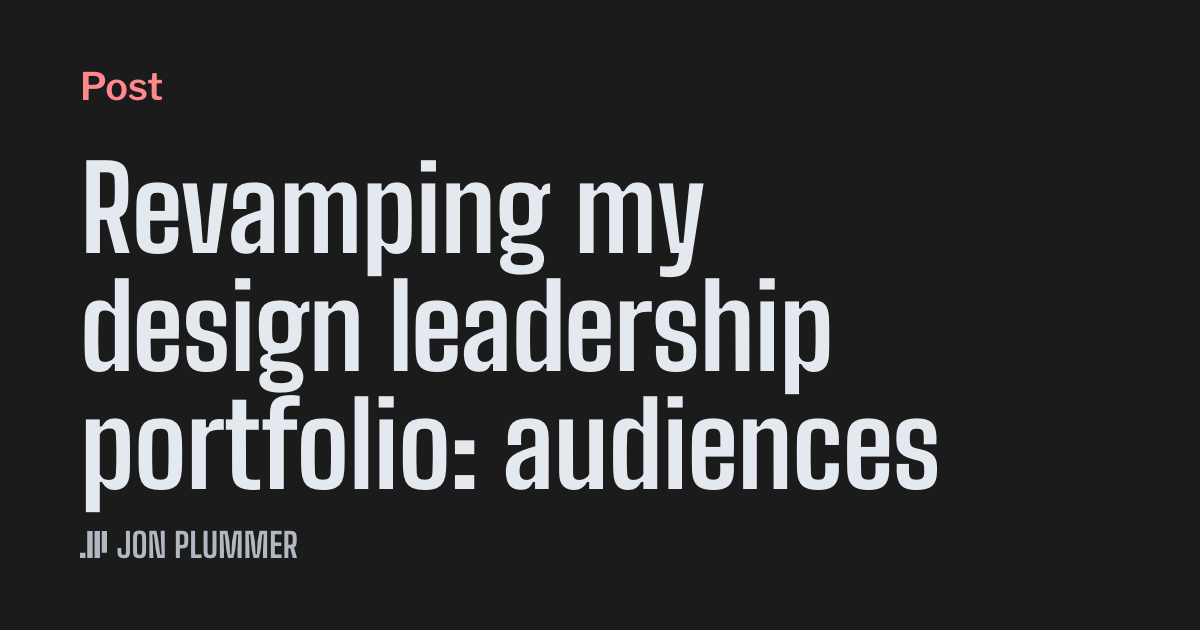 Post
Revamping my
design leadership
portfolio: audiences
JON PLUMMER